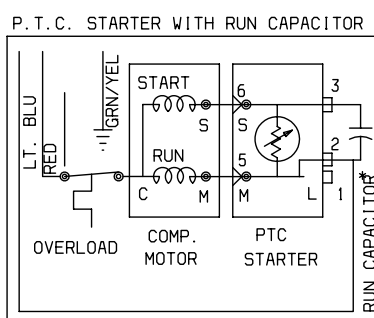 P.T.C. STARTER WITH RUN CAPACITOR
LT. BLU
RED
GRN/YEL
START
RUN
S
M
C
6
S
5
M
3
2
L
1
*
OVERLOAD
COMP.
MOTOR
PTC
STARTER
RUN CAPACITOR